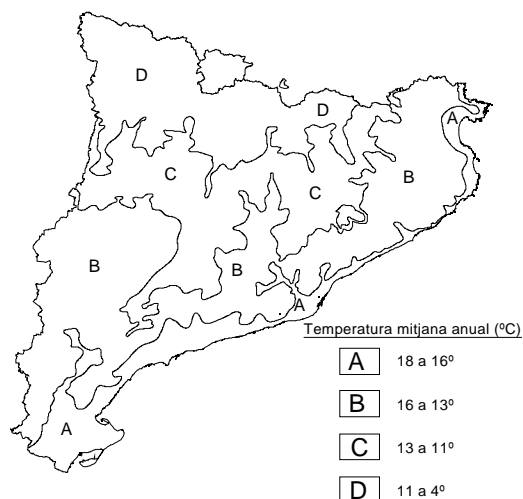 D
D
A
C
B
C
B
B
A
A
Temperatura mitjana anual (ºC)
A 18 a 16º
B 16 a 13º
C 13 a 11º
D 11 a 4º